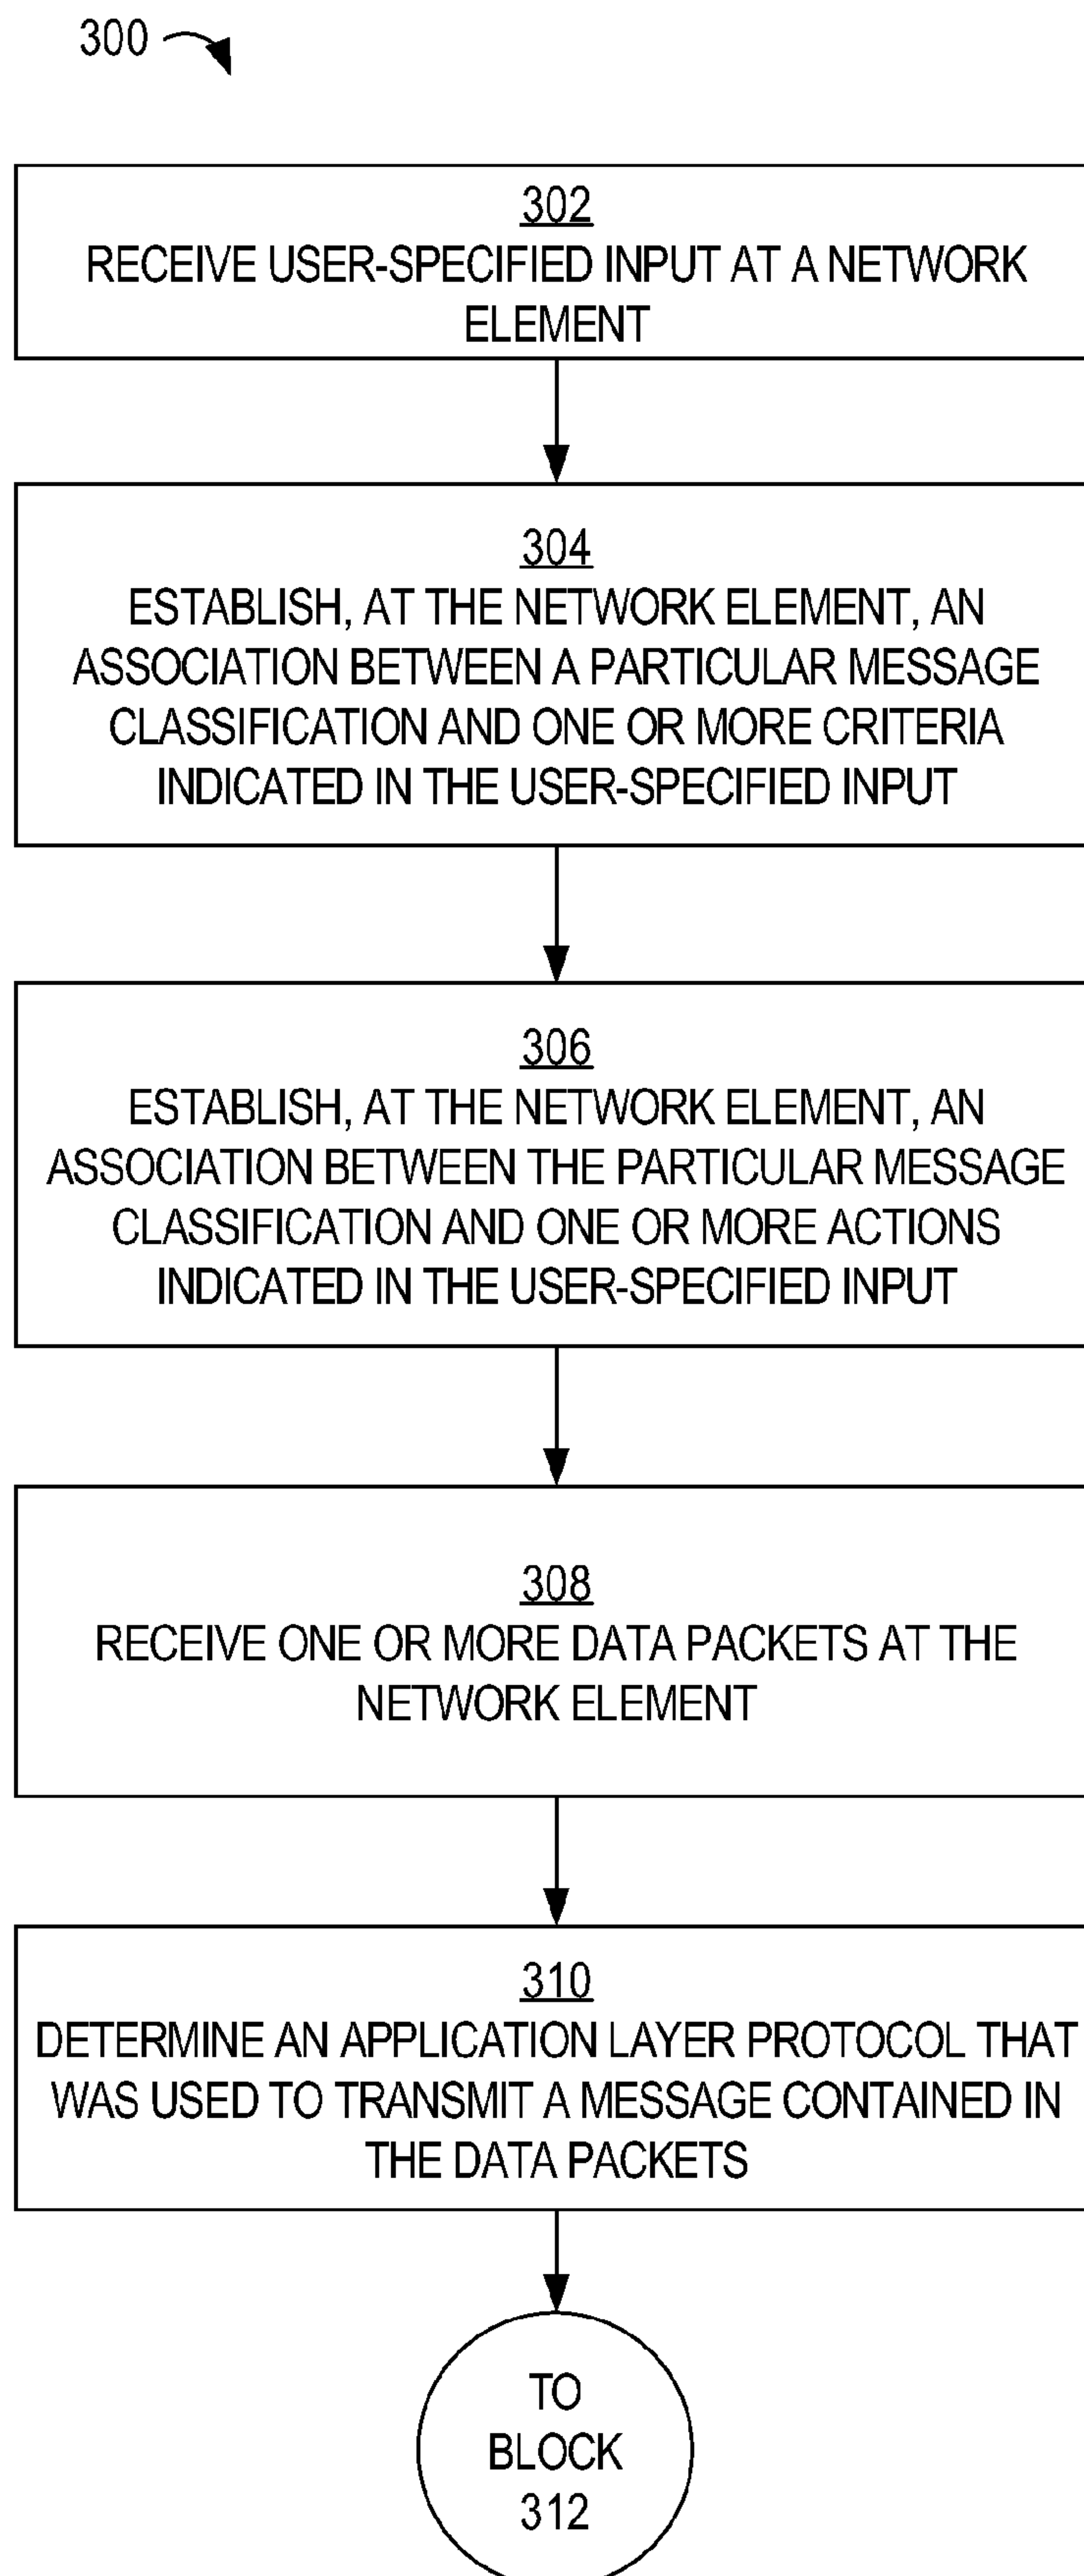 300
302
RECEIVE USER-SPECIFIED INPUT AT A NETWORK
ELEMENT
304
ESTABLISH, AT THE NETWORK ELEMENT, AN
ASSOCIATION BETWEEN A PARTICULAR MESSAGE
CLASSIFICATION AND ONE OR MORE CRITERIA
INDICATED IN THE USER-SPECIFIED INPUT
306
ESTABLISH, AT THE NETWORK ELEMENT, AN
ASSOCIATION BETWEEN THE PARTICULAR MESSAGE
CLASSIFICATION AND ONE OR MORE ACTIONS
INDICATED IN THE USER-SPECIFIED INPUT
308
RECEIVE ONE OR MORE DATA PACKETS AT THE
NETWORK ELEMENT
310
DETERMINE AN APPLICATION LAYER PROTOCOL THAT
WAS USED TO TRANSMIT A MESSAGE CONTAINED IN
THE DATA PACKETS
TO
BLOCK
312